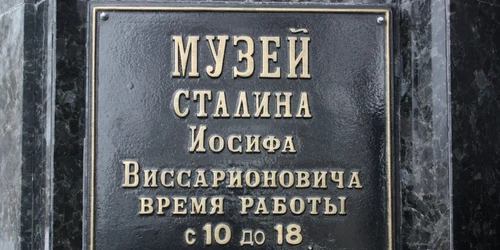 МУЗЕЙ
СТАЛИНА
ИОСИФА
ВИССАРИОНОВИЧА
ВРЕМЯ РАБОТЫ
с 10 до 18